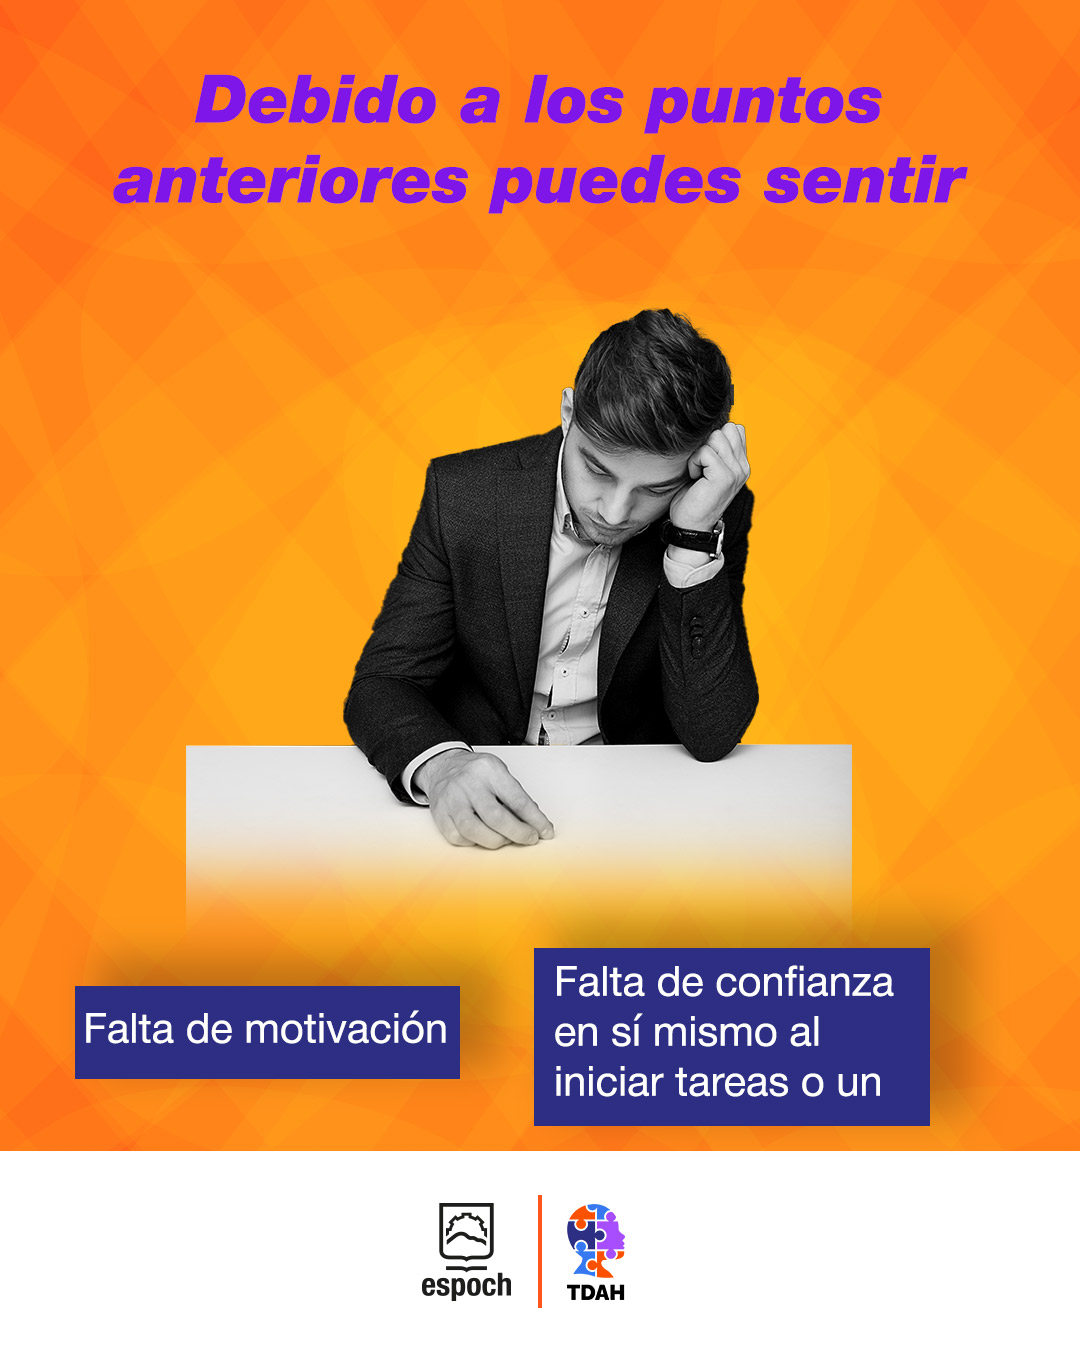 Debido a los puntos
anteriores puedes sentir
Falta de motivación
Falta de confianza
en sí mismo al
iniciar tareas o un
espoch
TDAH